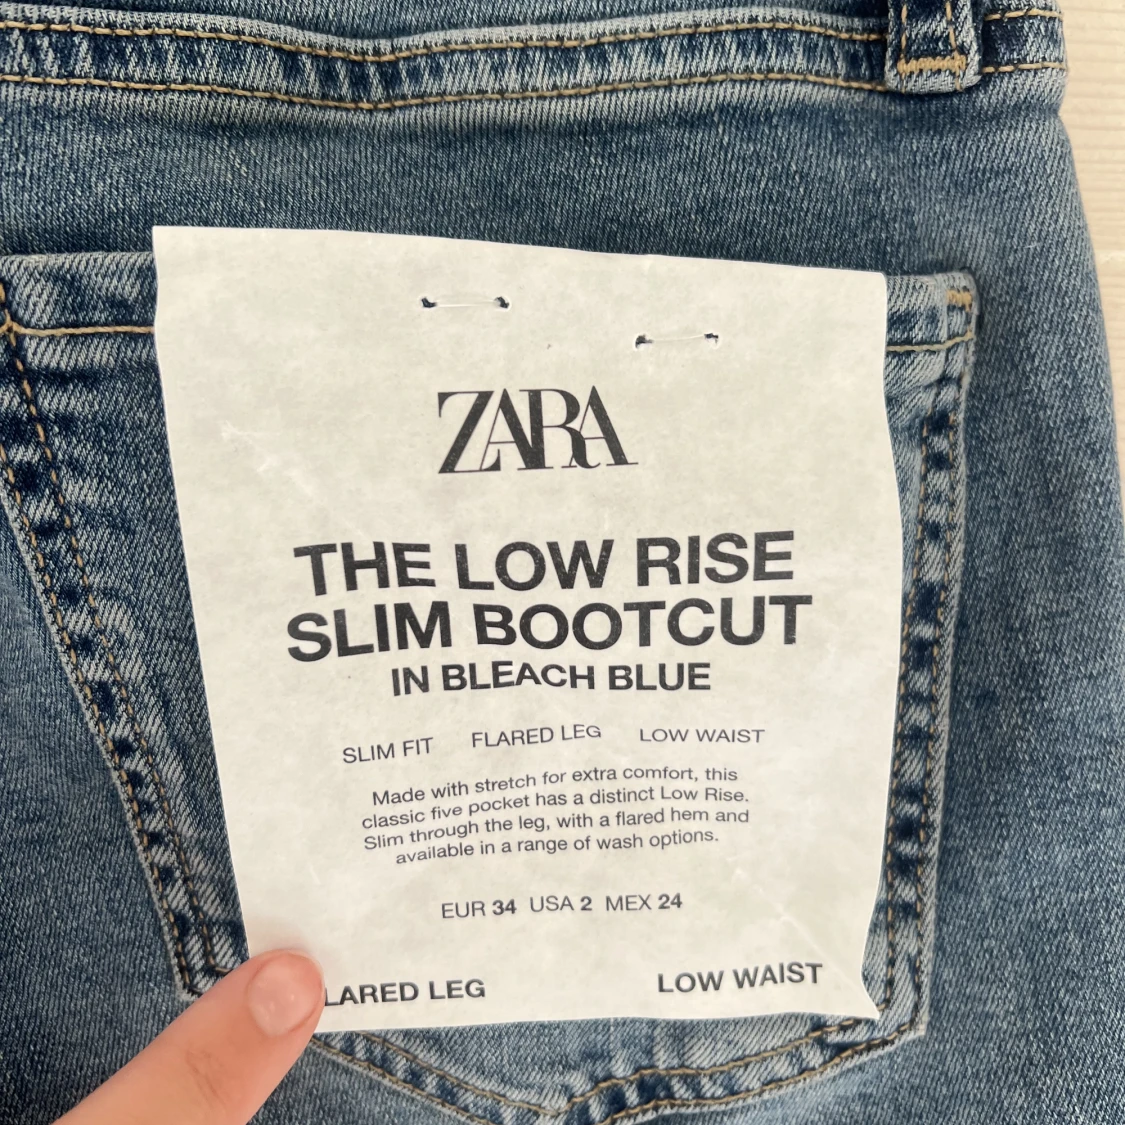 ZARA
THE LOW RISE
SLIM BOOTCUT
IN BLEACH BLUE
SLIM FIT FLARED LEG LOW WAIST
Made with stretch for extra comfort, this
classic five pocket has a distinct Low Rise.
Slim through the leg, with a flared hem and
available in a range of wash options.
EUR 34 USA 2 MEX 24
LARED LEG LOW WAIST